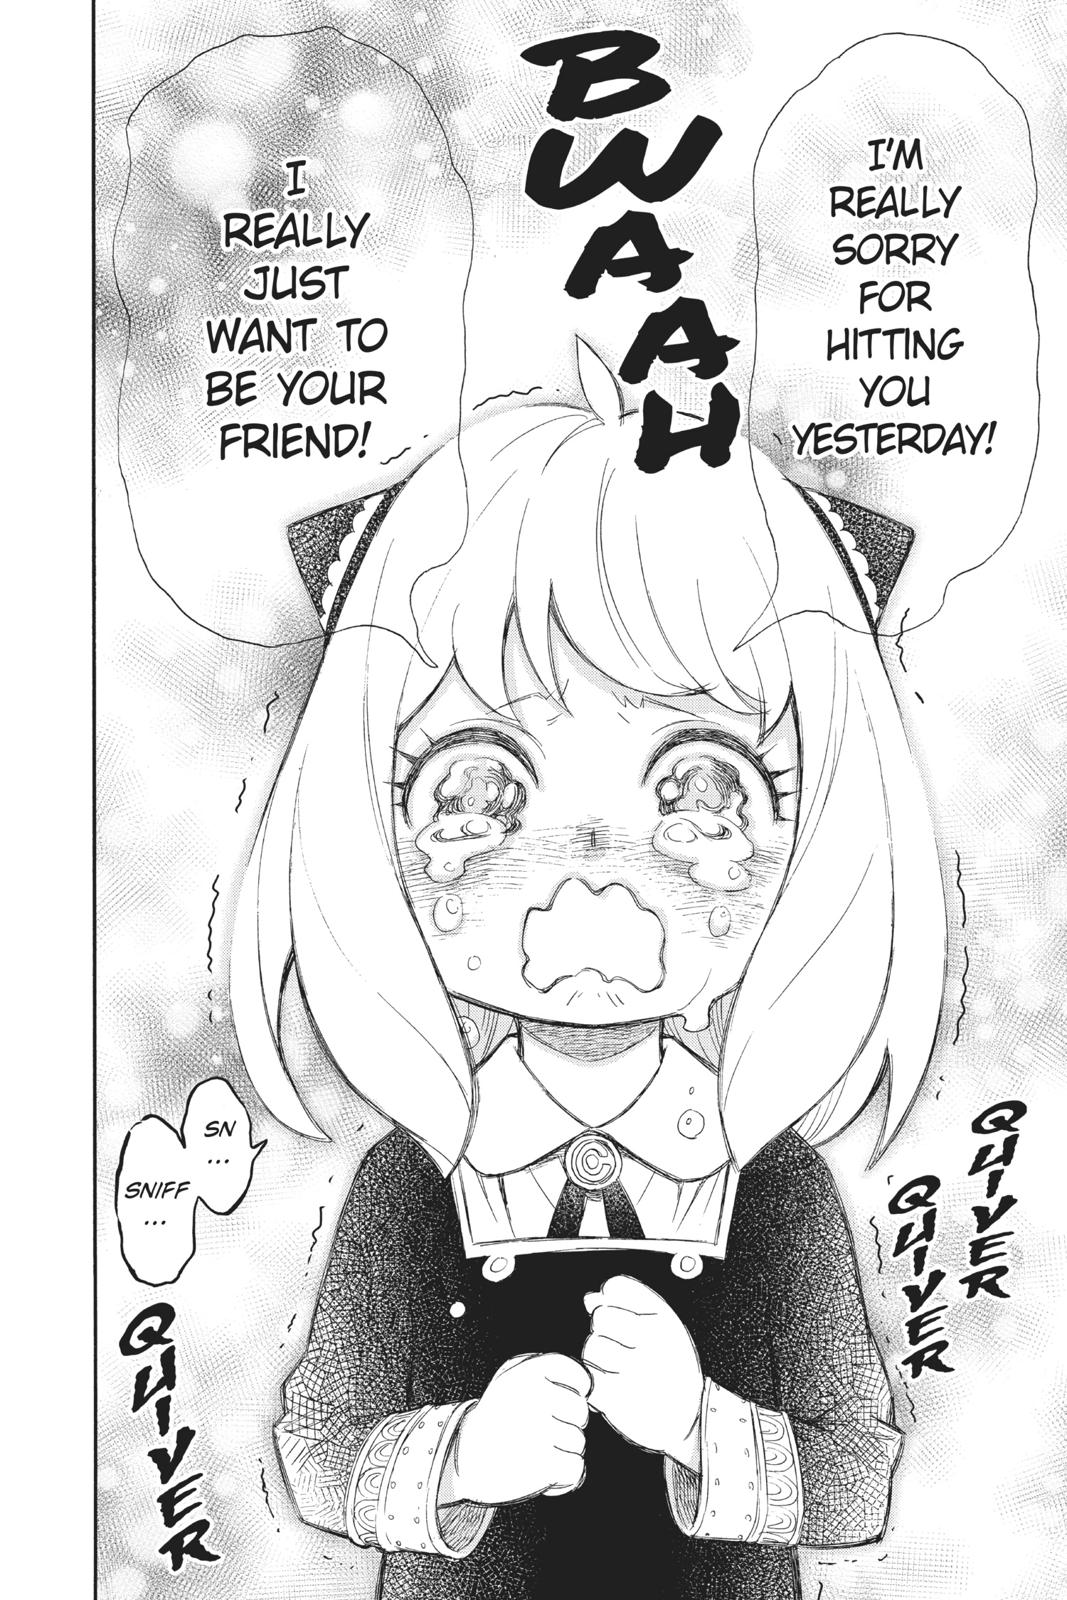 I'M
REALLY
SORRY
FOR
HITTING
YOU
YESTERDAY!
BWAAH
I
REALLY
JUST
WANT TO
BE YOUR
FRIEND!
SN
...
SNIFF
...
QUIVER
QUIVER
QUIVER
C